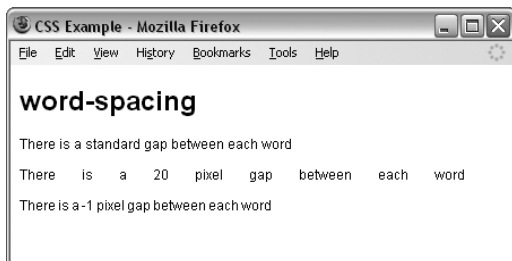 CSS Example - Mozilla Firefox
File Edit View History Bookmarks Tools Help
word-spacing
There is a standard gap between each word
There is a 20 pixel gap between each word
There is a -1 pixel gap between each word